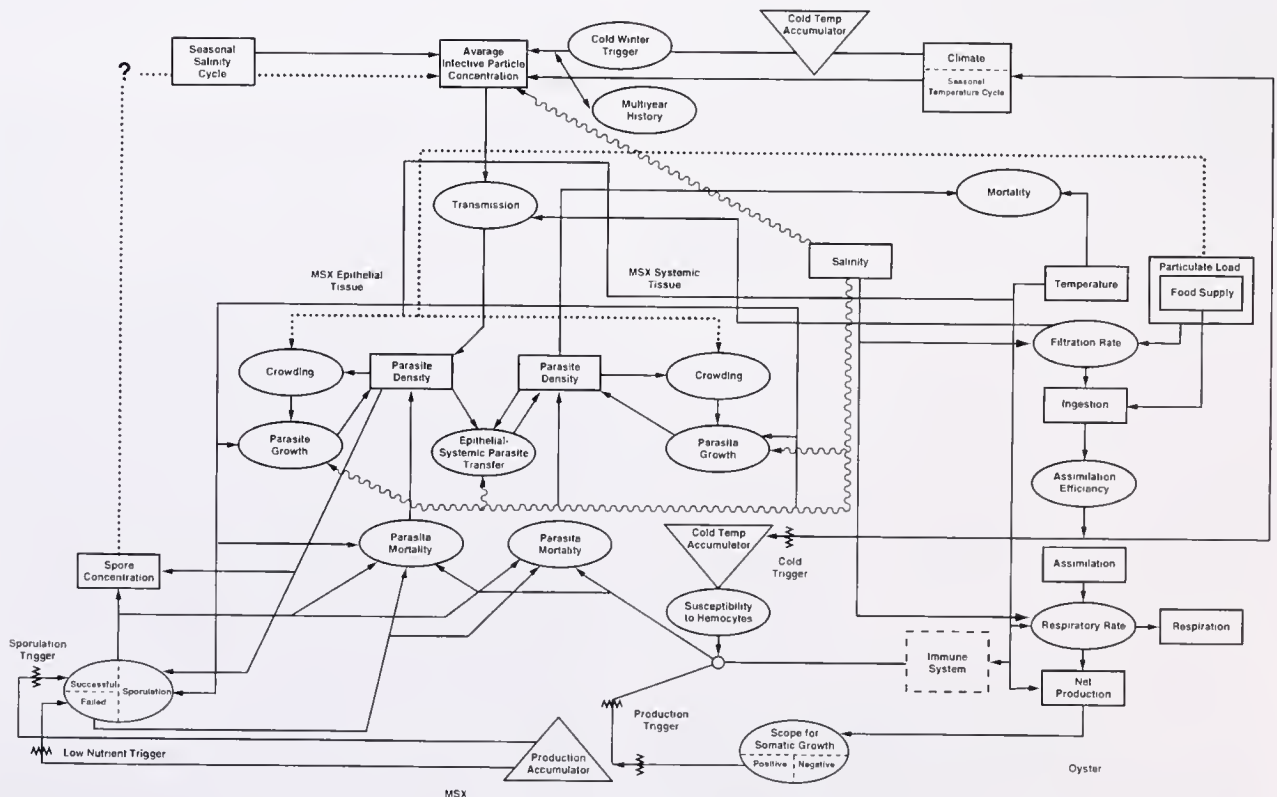 Cold Temp
Accumulator
Seasonal
Salinity
Cycle
Avarage
Infective Particle
Concentration
Cold Winter
Trigger
Climate
Seasonal
Temperature Cycle
?
Multiyear
History
Transmission
Mortality
Salinity
MSX Epithelial
Tissue
MSX Systemic
Tissue
Temperature
Particulate Load
Food Supply
Filtration Rate
Crowding
Parasite
Density
Parasite
Density
Crowding
Ingestion
Parasite
Growth
Epithelial-
Systemic Parasite
Transfer
Parasita
Growth
Assimilation
Efficiancy
Parasita
Mortality
Parasita
Mortality
Cold Temp
Accumulator
Cold
Trigger
Spore
Concentration
Assimilation
Susceptibility
to Hemocytes
Respiratory Rate
Respiration
Sporulation
Trigger
Successful
Sporulation
Failed
Immune
System
Net
Production
Production
Trigger
Low Nutrient Trigger
Production
Accumulator
Scope for
Somatic Growth
Positive
Negative
Oyster
MSX